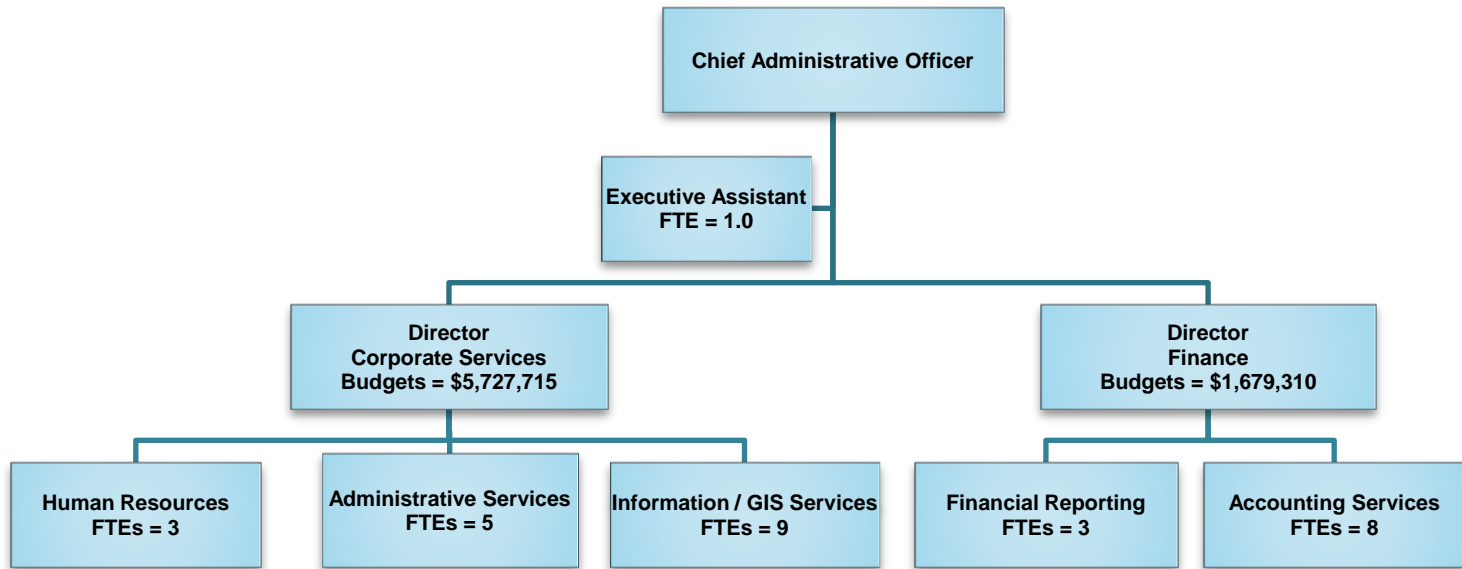 Chief Administrative Officer
Executive Assistant
FTE = 1.0
Director
Corporate Services
Budgets = $5,727,715
Director
Finance
Budgets = $1,679,310
Human Resources
FTEs = 3
Administrative Services
FTEs = 5
Information / GIS Services
FTEs = 9
Financial Reporting
FTEs = 3
Accounting Services
FTEs = 8